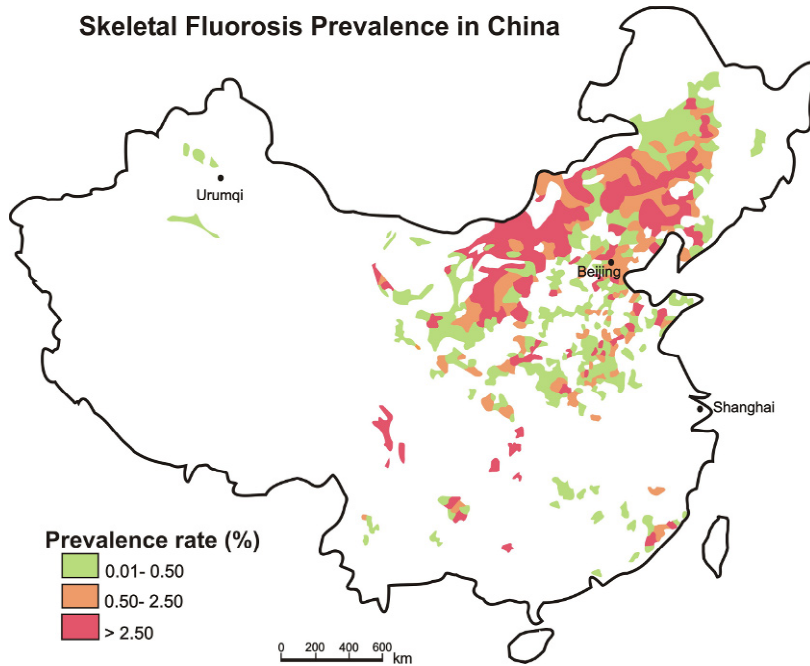 Skeletal Fluorosis Prevalence in China
Urumqi
Beijing
Shanghai
Prevalence rate (%)
0.01- 0.50
0.50- 2.50
> 2.50
0 200 400 600
km